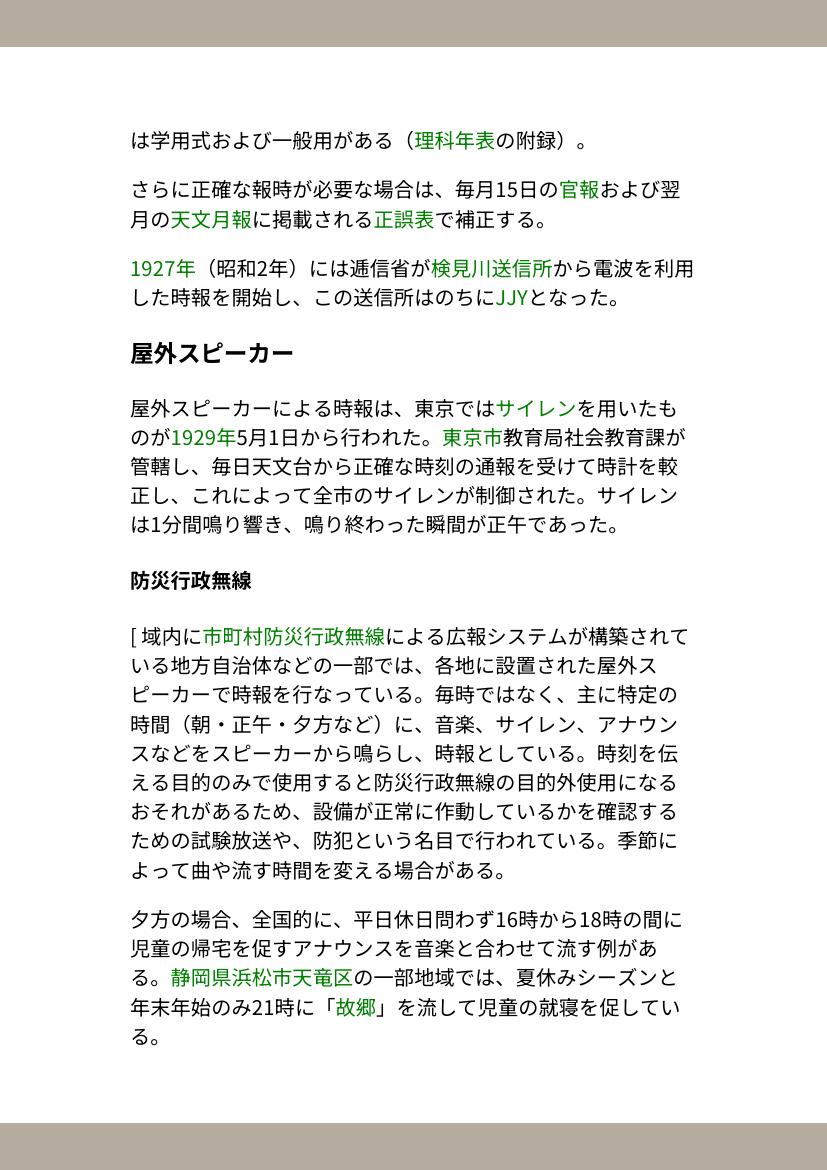 は学用式および一般用がある（理科年表の附録）。
さらに正確な報時が必要な場合は、毎月15日の官報および翌
月の天文月報に掲載される正誤表で補正する。
1927年（昭和2年）には逓信省が検見川送信所から電波を利用
した時報を開始し、この送信所はのちにJJYとなった。
屋外スピーカー
屋外スピーカーによる時報は、東京ではサイレンを用いたも
のが1929年5月1日から行われた。東京市教育局社会教育課が
管轄し、毎日天文台から正確な時刻の通報を受けて時計を較
正し、これによって全市のサイレンが制御された。サイレン
は1分間鳴り響き、鳴り終わった瞬間が正午であった。
防災行政無線
[ 域内に市町村防災行政無線による広報システムが構築されて
いる地方自治体などの一部では、各地に設置された屋外ス
ピーカーで時報を行なっている。毎時ではなく、主に特定の
時間（朝・正午・夕方など）に、音楽、サイレン、アナウン
スなどをスピーカーから鳴らし、時報としている。時刻を伝
える目的のみで使用すると防災行政無線の目的外使用になる
おそれがあるため、設備が正常に作動しているかを確認する
ための試験放送や、防犯という名目で行われている。季節に
よって曲や流す時間を変える場合がある。
夕方の場合、全国的に、平日休日問わず16時から18時の間に
児童の帰宅を促すアナウンスを音楽と合わせて流す例があ
る。静岡県浜松市天竜区の一部地域では、夏休みシーズンと
年末年始のみ21時に「故郷」を流して児童の就寝を促してい
る。